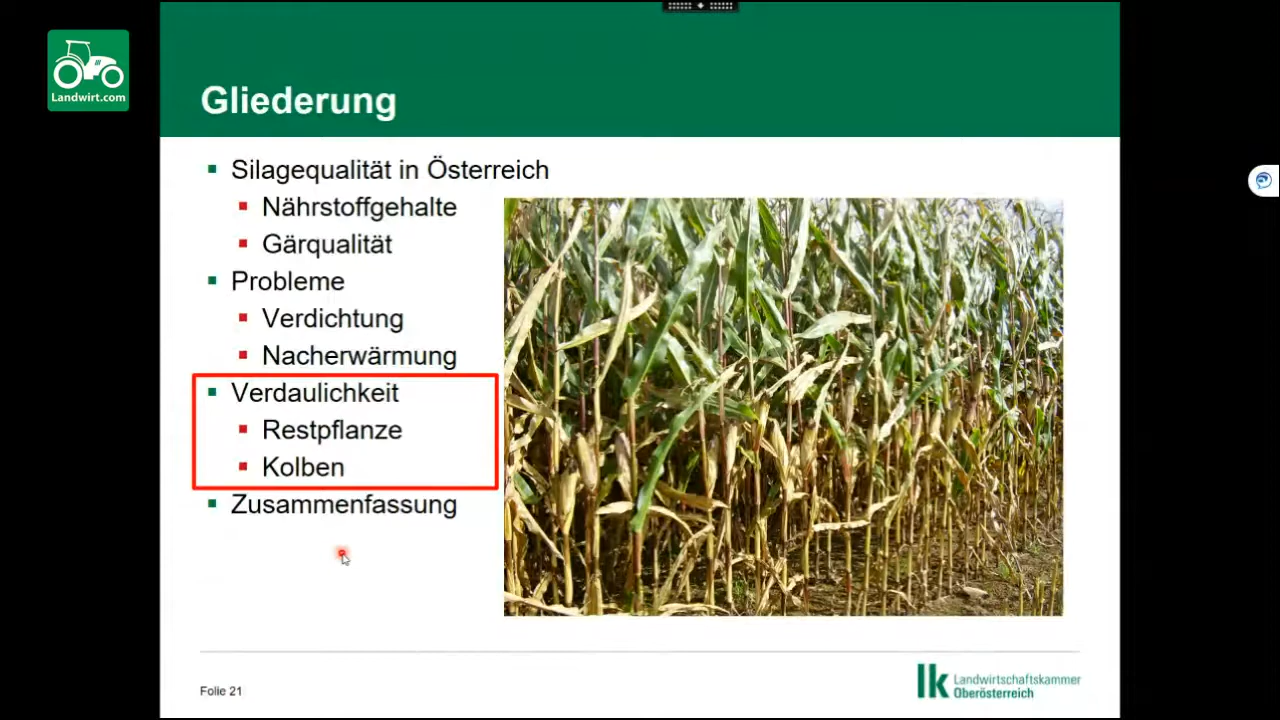 Landwirt.com
Gliederung
Silagequalität in Österreich
Nährstoffgehalte
Gärqualität
Probleme
Verdichtung
Nacherwärmung
Verdaulichkeit
Restpflanze
Kolben
Zusammenfassung
Folie 21
lk Landwirtschaftskammer
Oberösterreich